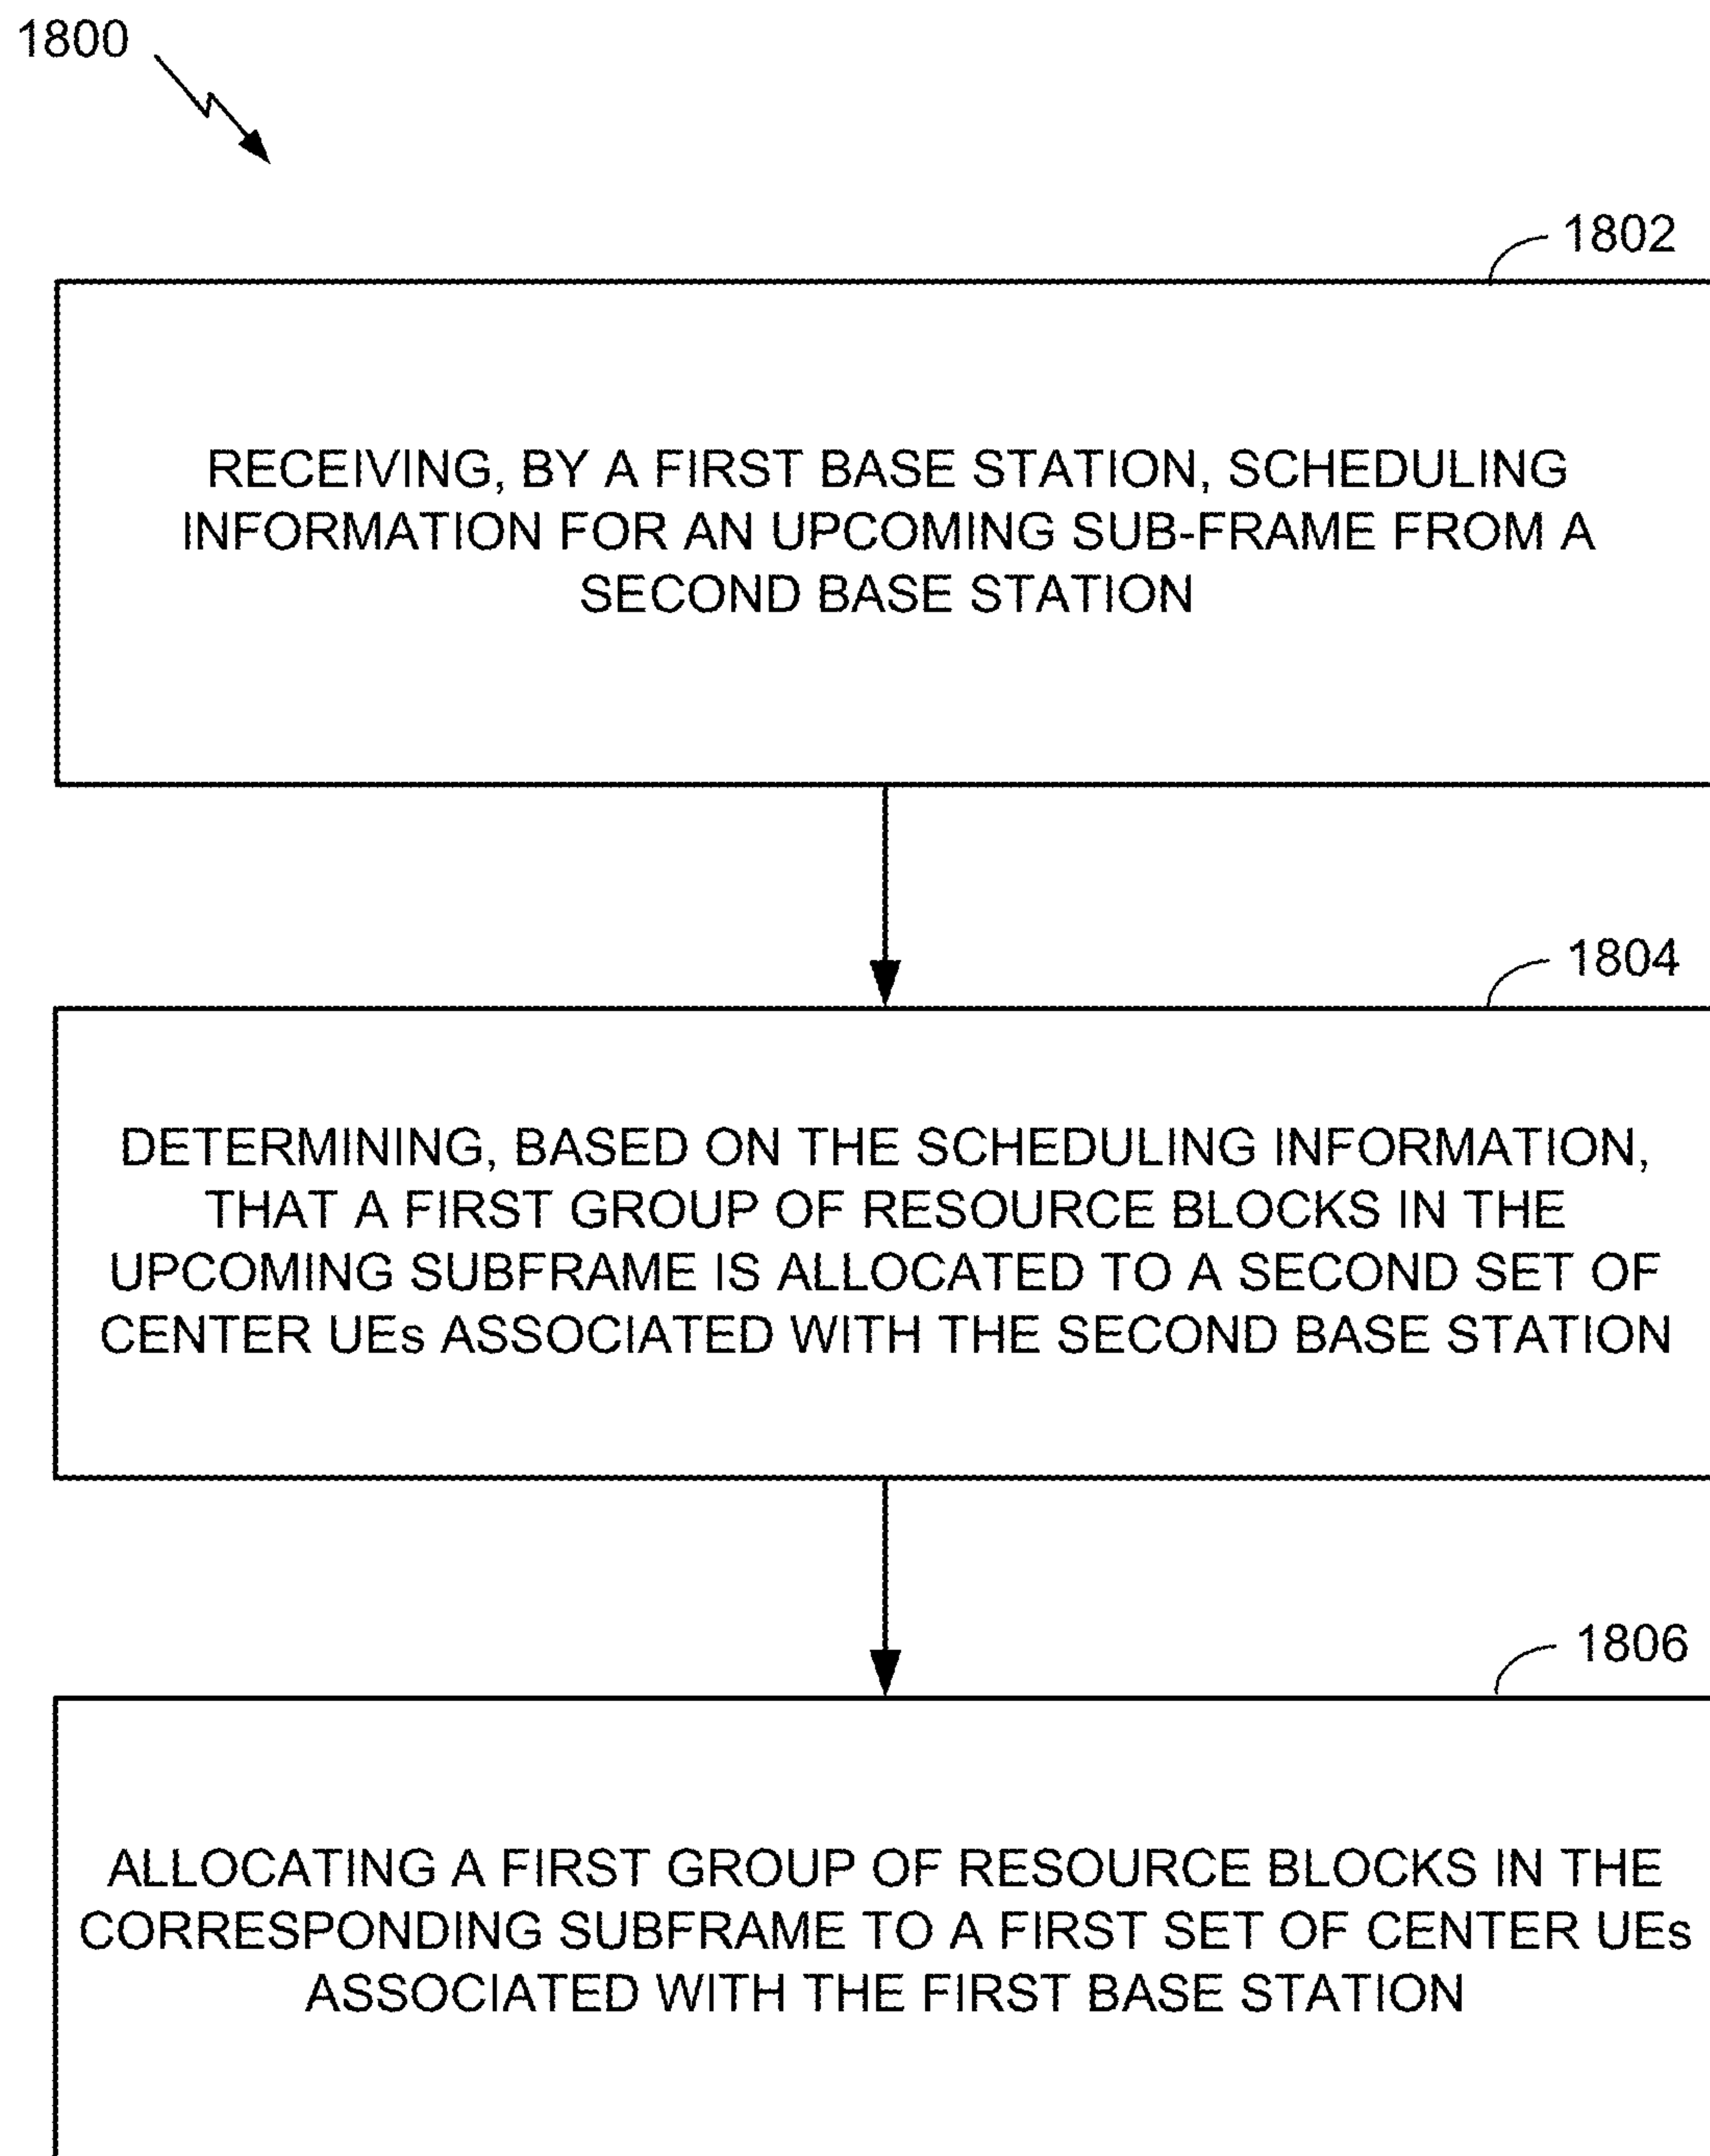 1800
1802
RECEIVING, BY A FIRST BASE STATION, SCHEDULING
INFORMATION FOR AN UPCOMING SUB-FRAME FROM A
SECOND BASE STATION
1804
DETERMINING, BASED ON THE SCHEDULING INFORMATION,
THAT A FIRST GROUP OF RESOURCE BLOCKS IN THE
UPCOMING SUBFRAME IS ALLOCATED TO A SECOND SET OF
CENTER UEs ASSOCIATED WITH THE SECOND BASE STATION
1806
ALLOCATING A FIRST GROUP OF RESOURCE BLOCKS IN THE
CORRESPONDING SUBFRAME TO A FIRST SET OF CENTER UEs
ASSOCIATED WITH THE FIRST BASE STATION